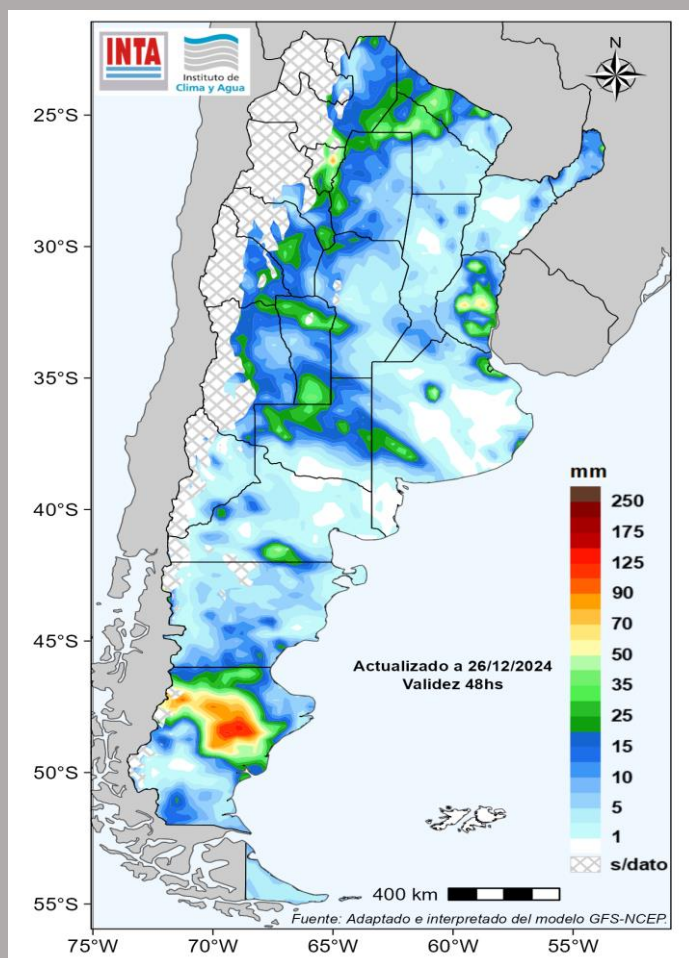 INTA
Instituto de
Clima y Agua
N
25°S
30°S
35°S
40°S
45°S
50°S
55°S
75°W
70°W
65°W
60°W
55°W
Actualizado a 26/12/2024
Validez 48hs
mm
250
175
125
90
70
50
35
25
15
10
5
1
s/dato
400 km
Fuente: Adaptado e interpretado del modelo GFS-NCEP.